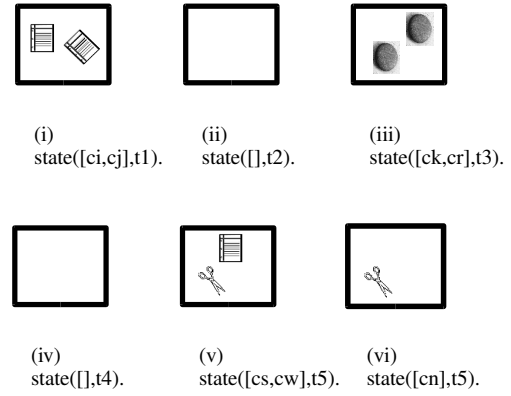 (i)
state([ci,cj],t1).
(ii)
state([],t2).
(iii)
state([ck,cr],t3).
(iv)
state([],t4).
(v)
state([cs,cw],t5).
(vi)
state([cn],t5).